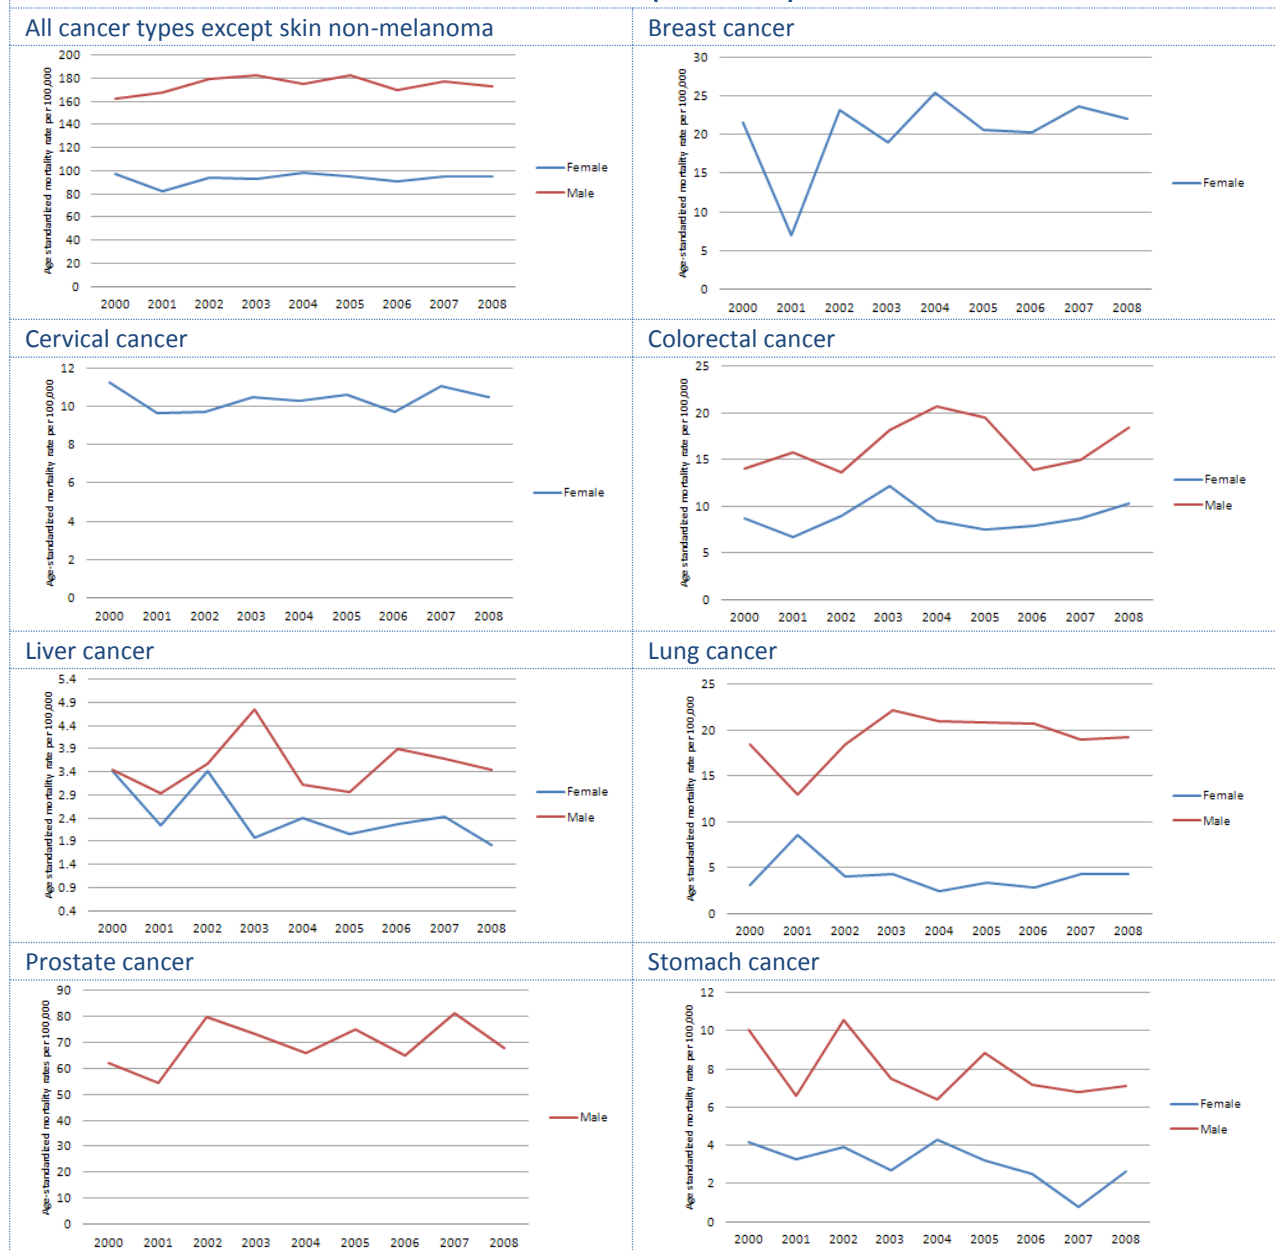 All cancer types except skin non-melanoma
Age standardized mortality rate per 100,000
200
180
160
140
120
100
80
60
40
20
0
2000 2001 2002 2003 2004 2005 2006 2007 2008
Female
Male
Breast cancer
Age-standardized mortality rate per 100,000
30
25
20
15
10
5
0
2000 2001 2002 2003 2004 2005 2006 2007 2008
Female
Cervical cancer
Age-standardized mortality rate per 100,000
12
10
8
6
4
2
0
2000 2001 2002 2003 2004 2005 2006 2007 2008
Female
Colorectal cancer
Age standardized mortality rate per 100,000
25
20
15
10
5
0
2000 2001 2002 2003 2004 2005 2006 2007 2008
Female
Male
Liver cancer
Age standardized mortality rate per 100,000
5.4
4.9
4.4
3.9
3.4
2.9
2.4
1.9
1.4
0.9
0.4
2000 2001 2002 2003 2004 2005 2006 2007 2008
Female
Male
Lung cancer
Age standardized mortality rate per 100,000
25
20
15
10
5
0
2000 2001 2002 2003 2004 2005 2006 2007 2008
Female
Male
Prostate cancer
Age-standardized mortality rates per 100,000
90
80
70
60
50
40
30
20
10
0
2000 2001 2002 2003 2004 2005 2006 2007 2008
Male
Stomach cancer
Age standardized mortality rate per 100,000
12
10
8
6
4
2
0
2000 2001 2002 2003 2004 2005 2006 2007 2008
Female
Male